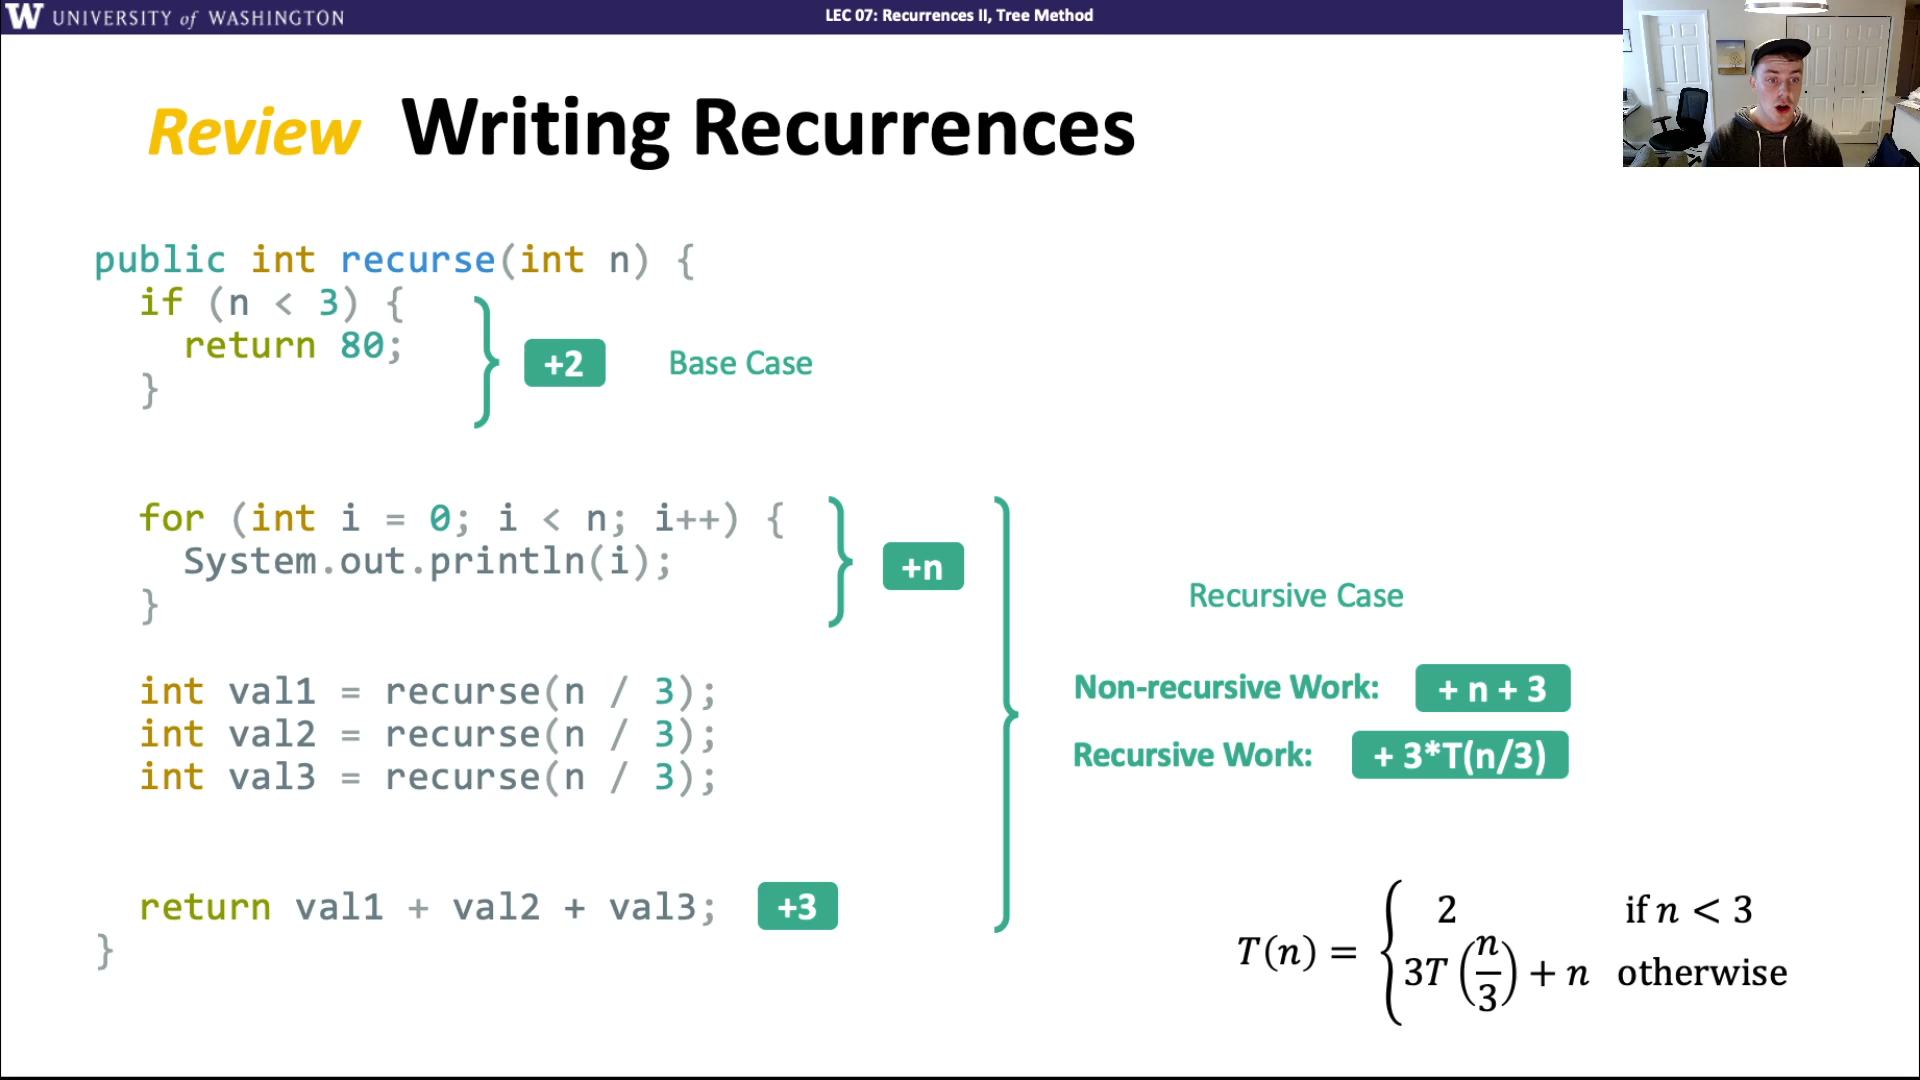 W UNIVERSITY of WASHINGTON
LEC 07: Recurrences II, Tree Method
Review Writing Recurrences
public int recurse(int n) {
if (n < 3) {
return 80;
}
+2
Base Case
for (int i = 0; i < n; i++) {
System.out.println(i);
}
+n
int val1 = recurse(n / 3);
int val2 = recurse(n / 3);
int val3 = recurse(n / 3);
return val1 + val2 + val3;
+3
}
Recursive Case
Non-recursive Work: + n + 3
Recursive Work: + 3*T(n/3)
T(n) = { 2 if n < 3
3T(n/3) + n otherwise